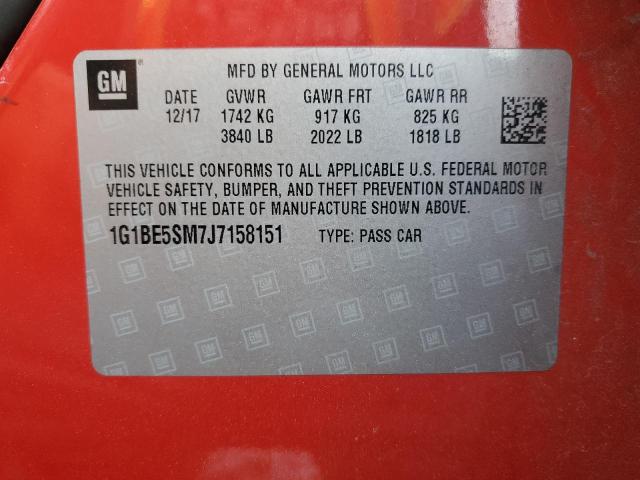 GM
MFD BY GENERAL MOTORS LLC
DATE GVWR GAWR FRT GAWR RR
12/17 1742 KG 917 KG 825 KG
3840 LB 2022 LB 1818 LB
THIS VEHICLE CONFORMS TO ALL APPLICABLE U.S. FEDERAL MOTOR
VEHICLE SAFETY, BUMPER, AND THEFT PREVENTION STANDARDS IN
EFFECT ON THE DATE OF MANUFACTURE SHOWN ABOVE.
1G1BE5SM7J7158151 TYPE: PASS CAR